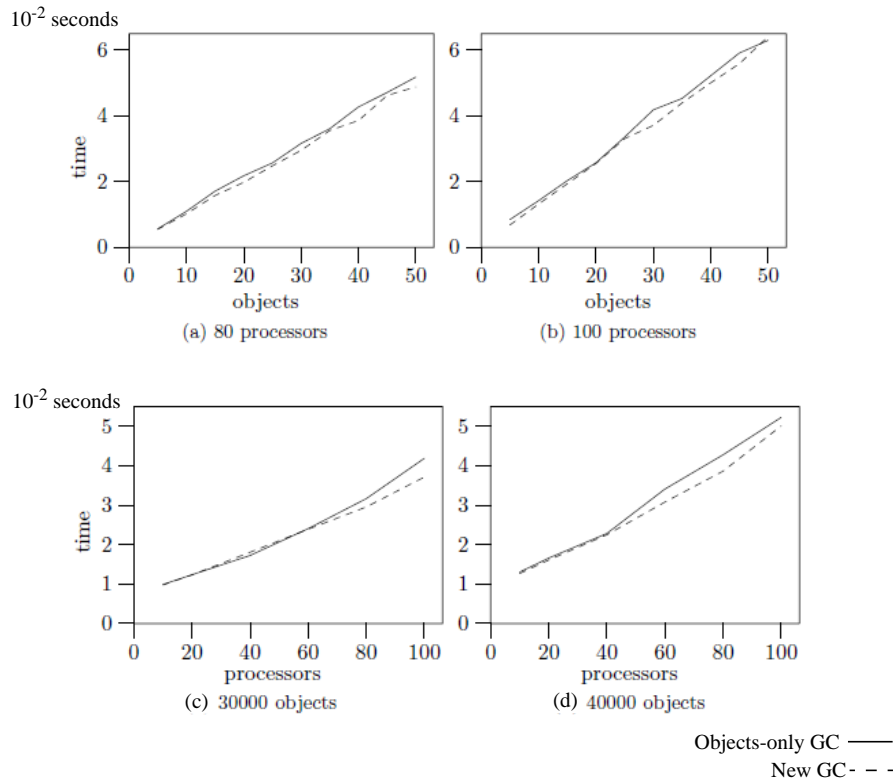 10-2 seconds
6
4
2
0
time
0 10 20 30 40 50
objects
(a) 80 processors
6
4
2
0
0 10 20 30 40 50
objects
(b) 100 processors
10-2 seconds
5
4
3
2
1
0
time
0 20 40 60 80 100
processors
(c) 30000 objects
5
4
3
2
1
0
0 20 40 60 80 100
processors
(d) 40000 objects
Objects-only GC
New GC